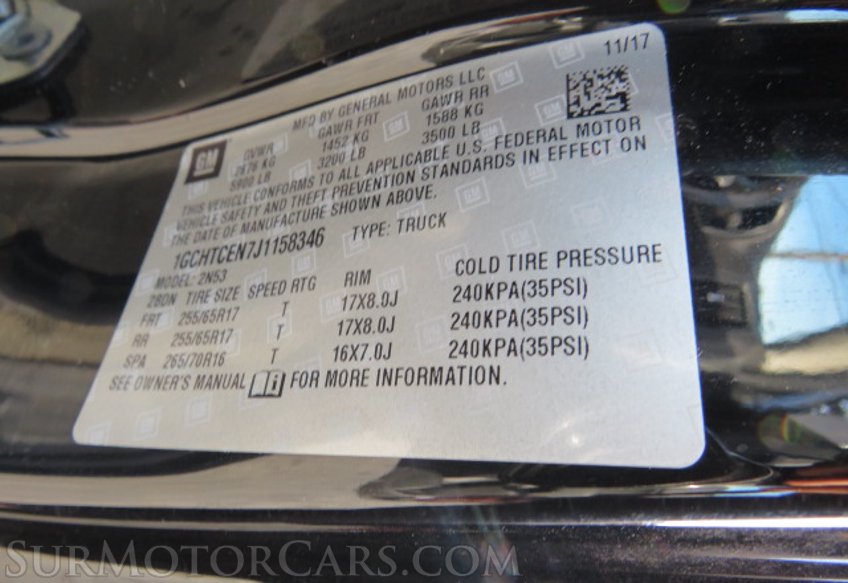 11/17
MFD BY GENERAL MOTORS LLC
GM
GVWR GAWR FRT GAWR RR
2676 KG 1452 KG 1588 KG
5900 LB 3200 LB 3500 LB
THIS VEHICLE CONFORMS TO ALL APPLICABLE U.S. FEDERAL MOTOR
VEHICLE SAFETY AND THEFT PREVENTION STANDARDS IN EFFECT ON
THE DATE OF MANUFACTURE SHOWN ABOVE.
1GCHTCEN7J1158346 TYPE: TRUCK
MODEL: 2N53
28DN TIRE SIZE SPEED RTG RIM COLD TIRE PRESSURE
FRT 255/65R17 T 17X8.0J 240KPA(35PSI)
RR 255/65R17 T 17X8.0J 240KPA(35PSI)
SPA 265/70R16 T 16X7.0J 240KPA(35PSI)
SEE OWNER'S MANUAL FOR MORE INFORMATION.
SurMotorCars.com